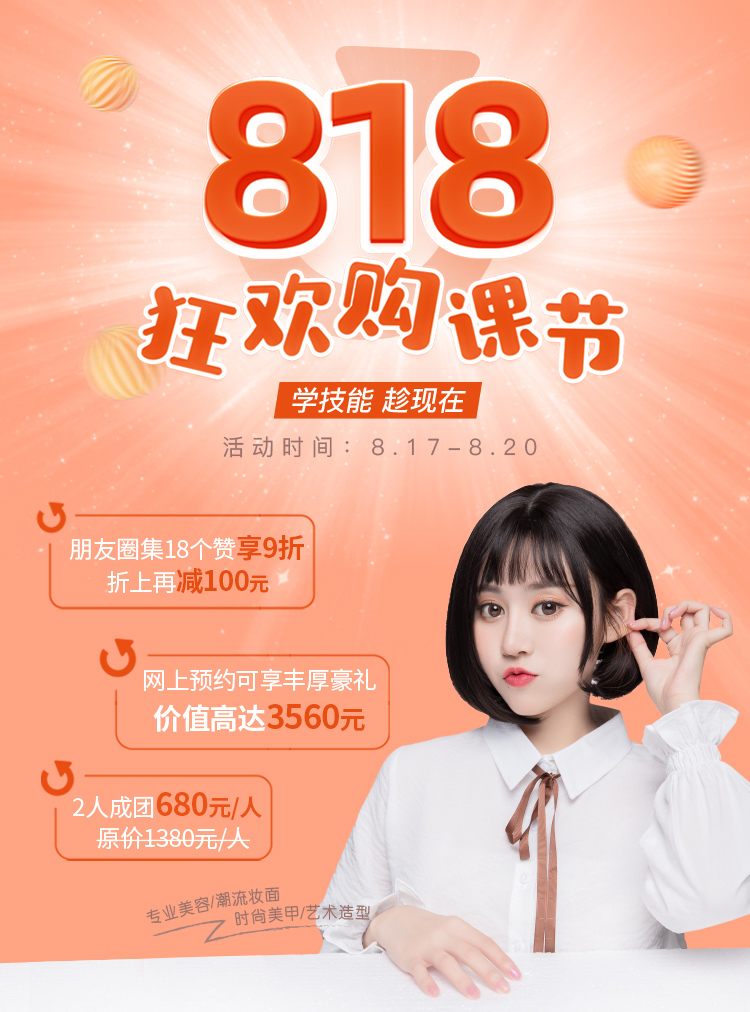 818
狂欢购课节
学技能 趁现在
活动时间：8.17-8.20
朋友圈集18个赞享9折
折上再减100元
网上预约可享丰厚豪礼
价值高达3560元
2人成团680元/人
原价1380元/人
专业美容/潮流妆面
时尚美甲/艺术造型